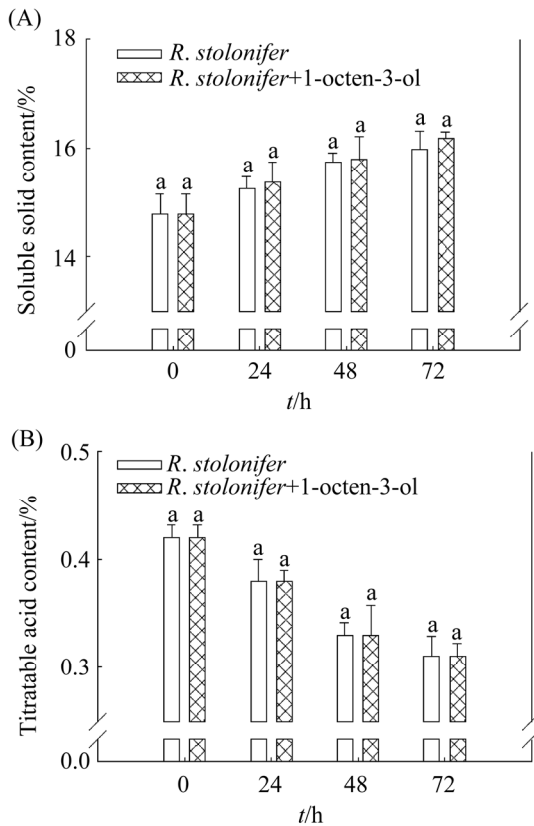 (A)
18
R. stolonifer
R. stolonifer+1-octen-3-ol
a a a a a a a a
16
14
0
Soluble solid content/%
0 24 48 72
t/h
(B)
0.5
R. stolonifer
R. stolonifer+1-octen-3-ol
a a a a a a a a
0.4
0.3
0.0
Titratable acid content/%
0 24 48 72
t/h